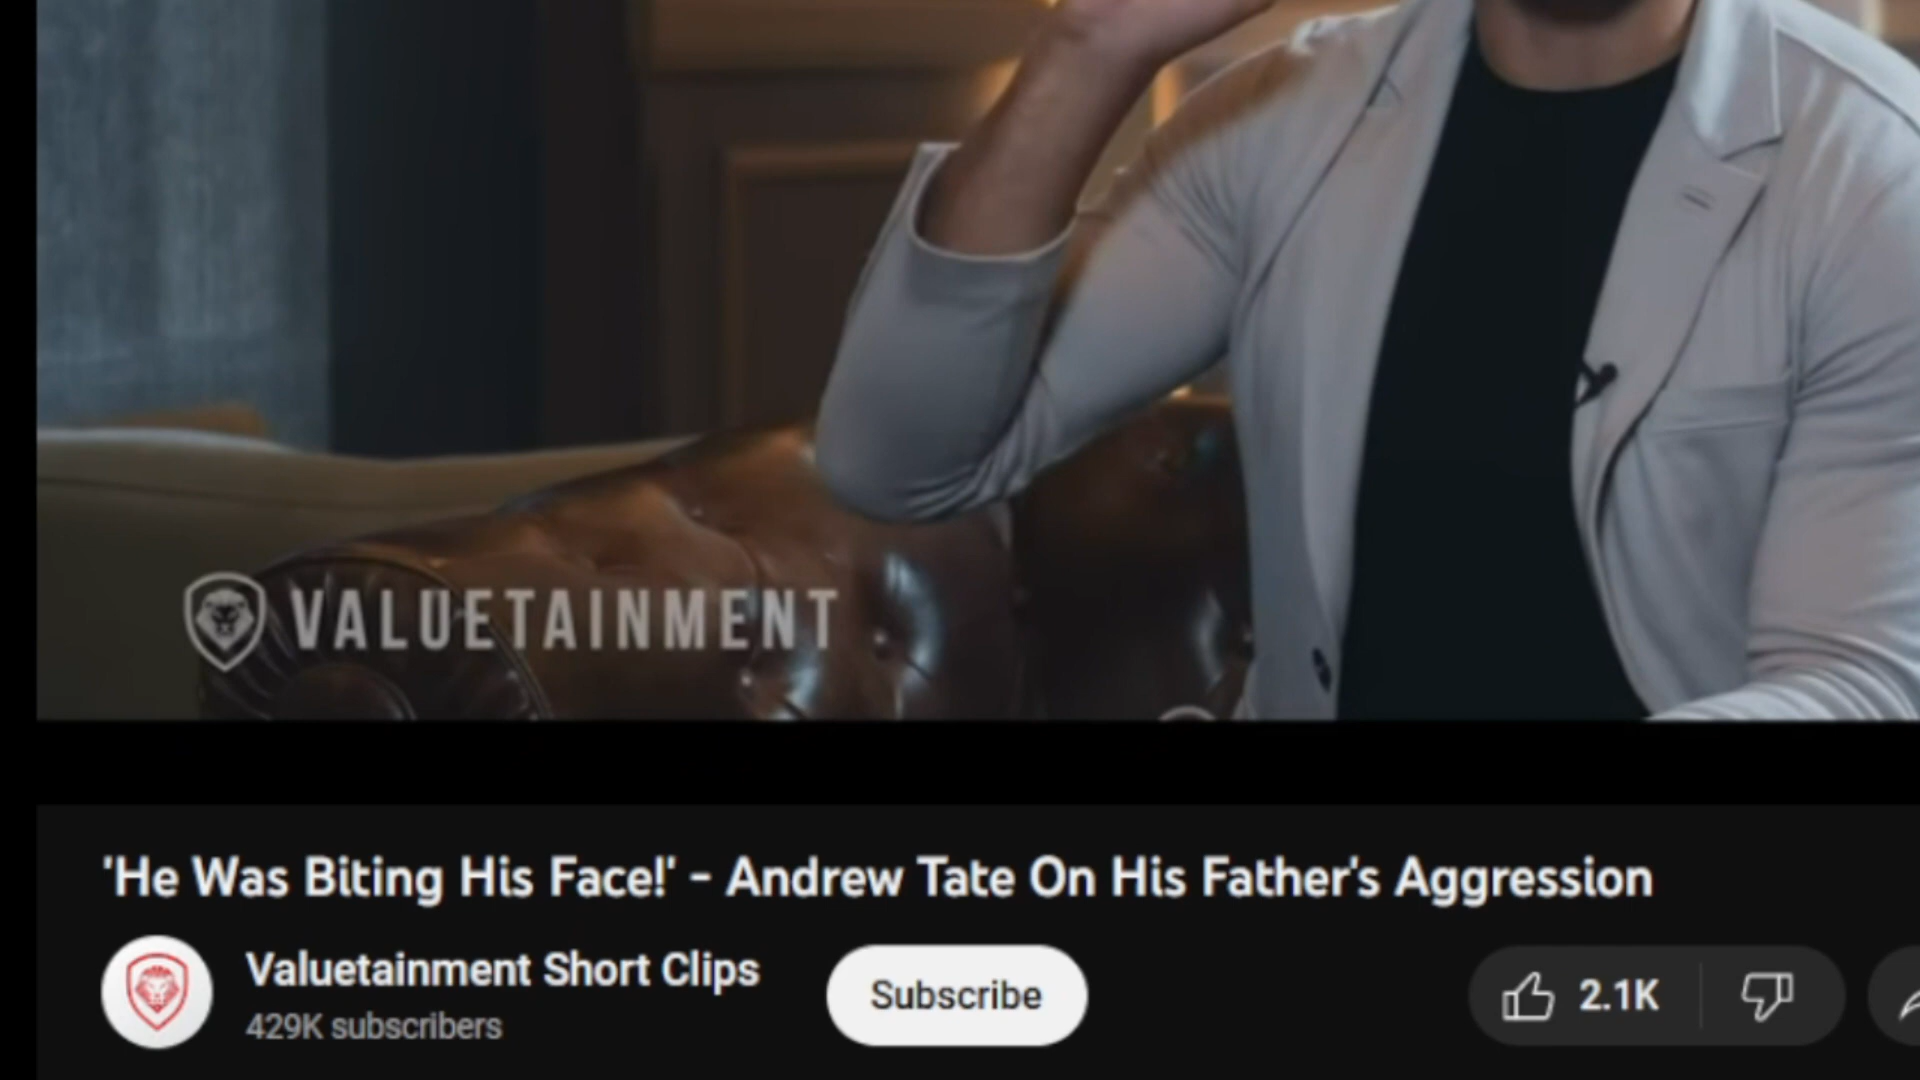 VALUETAINMENT
'He Was Biting His Face!' - Andrew Tate On His Father's Aggression
Valuetainment Short Clips
429K subscribers
Subscribe
2.1K